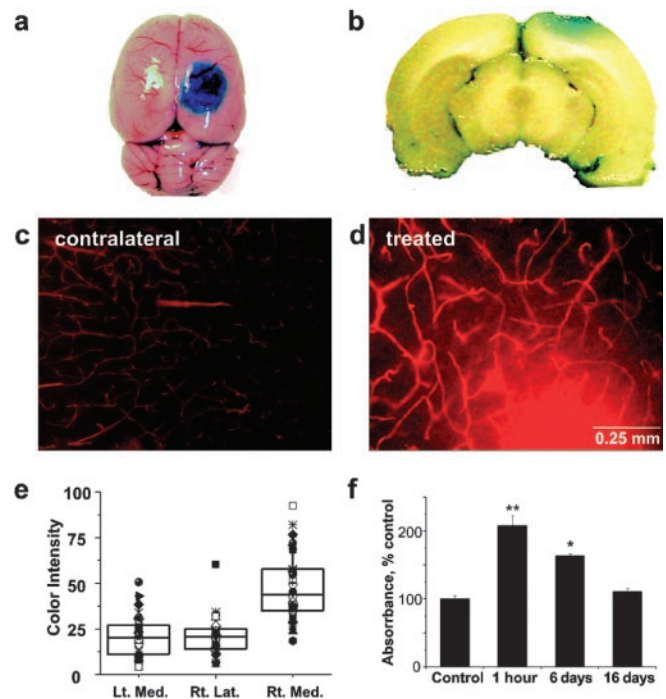 a
b
c contralateral
d treated
0.25 mm
e
100
75
50
25
0
Color Intensity
Lt. Med. Rt. Lat. Rt. Med.
f
200
100
0
Absorrbance, % control
**
*
Control 1 hour 6 days 16 days